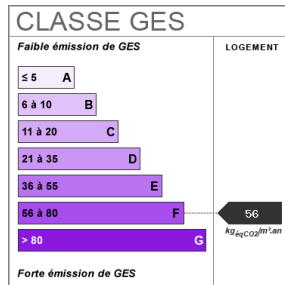 CLASSE GES
Faible émission de GES
LOGEMENT
≤ 5 A
6 à 10 B
11 à 20 C
21 à 35 D
36 à 55 E
56 à 80 F
56
> 80 G
kgéqCO2/m².an
Forte émission de GES